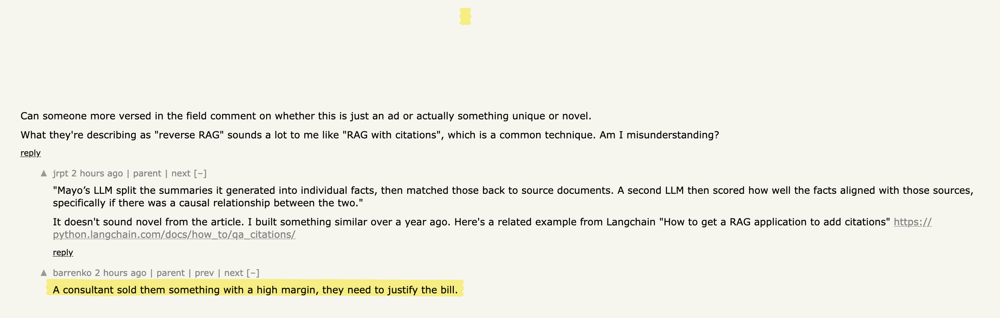 Can someone more versed in the field comment on whether this is just an ad or actually something unique or novel.
What they're describing as "reverse RAG" sounds a lot to me like "RAG with citations", which is a common technique. Am I misunderstanding?
reply
▲ jrpt 2 hours ago | parent | next [–]
"Mayo’s LLM split the summaries it generated into individual facts, then matched those back to source documents. A second LLM then scored how well the facts aligned with those sources,
specifically if there was a causal relationship between the two."
It doesn't sound novel from the article. I built something similar over a year ago. Here's a related example from Langchain "How to get a RAG application to add citations" https://
python.langchain.com/docs/how_to/qa_citations/
reply
▲ barrenko 2 hours ago | parent | prev | next [–]
A consultant sold them something with a high margin, they need to justify the bill.